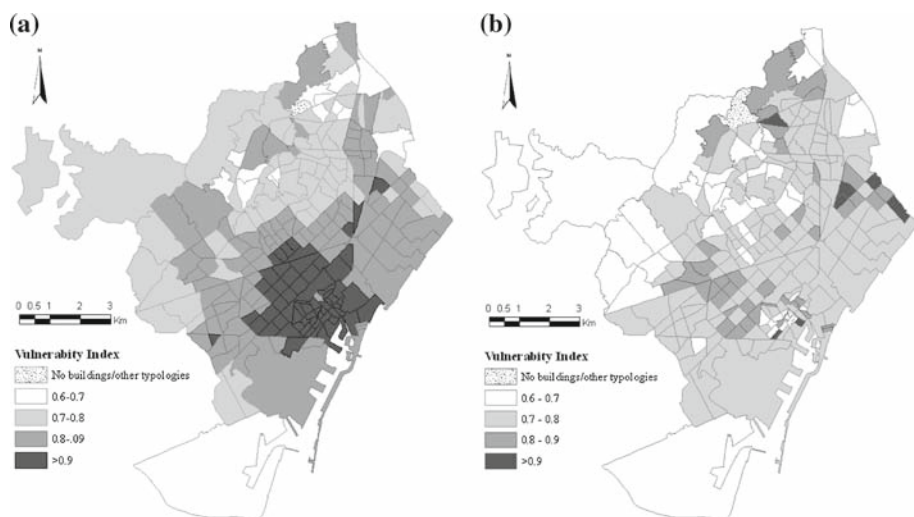 (a)
N
0 0.5 1 2 3
Km
Vulnerabity Index
No buildings/other typologies
0.6-0.7
0.7-0.8
0.8-.09
>0.9
(b)
N
0 0.5 1 2 3
Km
Vulnerabity Index
No buildings/other typologies
0.6 - 0.7
0.7 - 0.8
0.8 - 0.9
>0.9